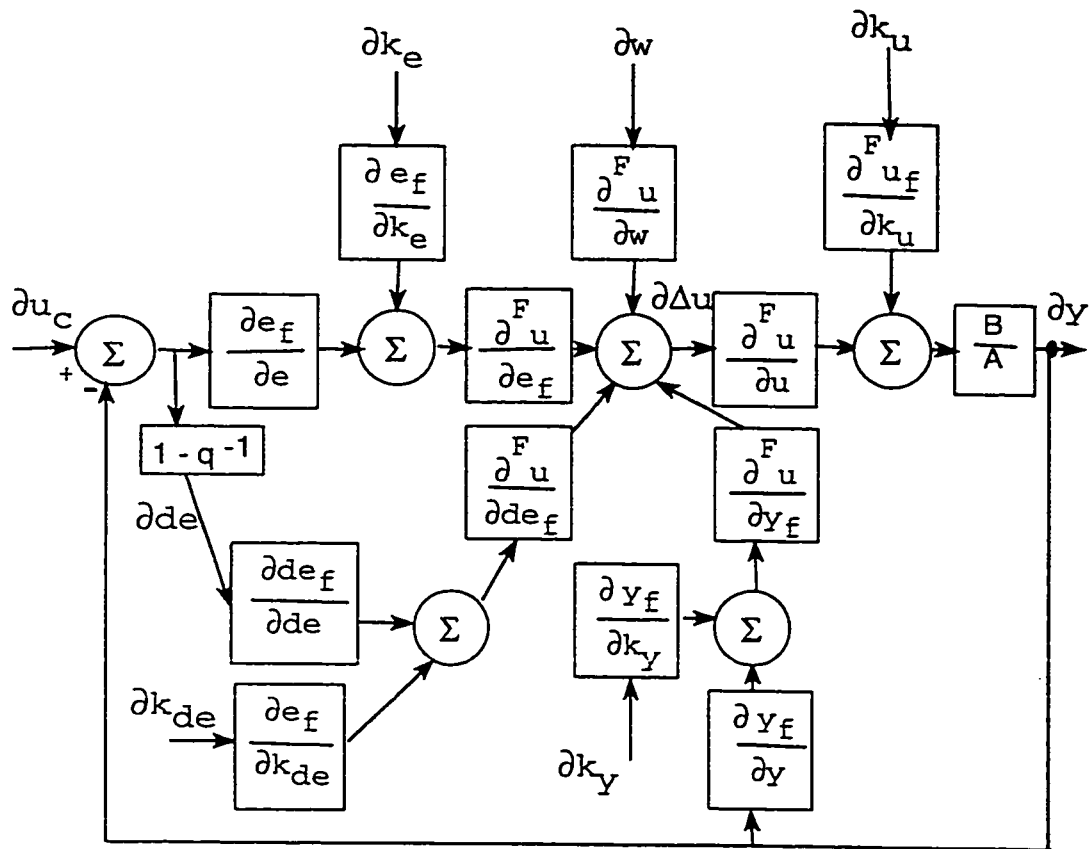 ∂k_e ∂w ∂k_u
∂e_f / ∂k_e
∂^F u / ∂w
∂^F u_f / ∂k_u
∂u_c
+
-
Σ
∂e_f / ∂e
Σ
∂^F u / ∂e_f
Σ
∂Δu
∂^F u / ∂u
Σ
B / A
∂y
1 - q^-1
∂de
∂^F u / ∂de_f
∂^F u / ∂y_f
∂de_f / ∂de
Σ
∂y_f / ∂k_y
Σ
∂k_de
∂e_f / ∂k_de
∂k_y
∂y_f / ∂y